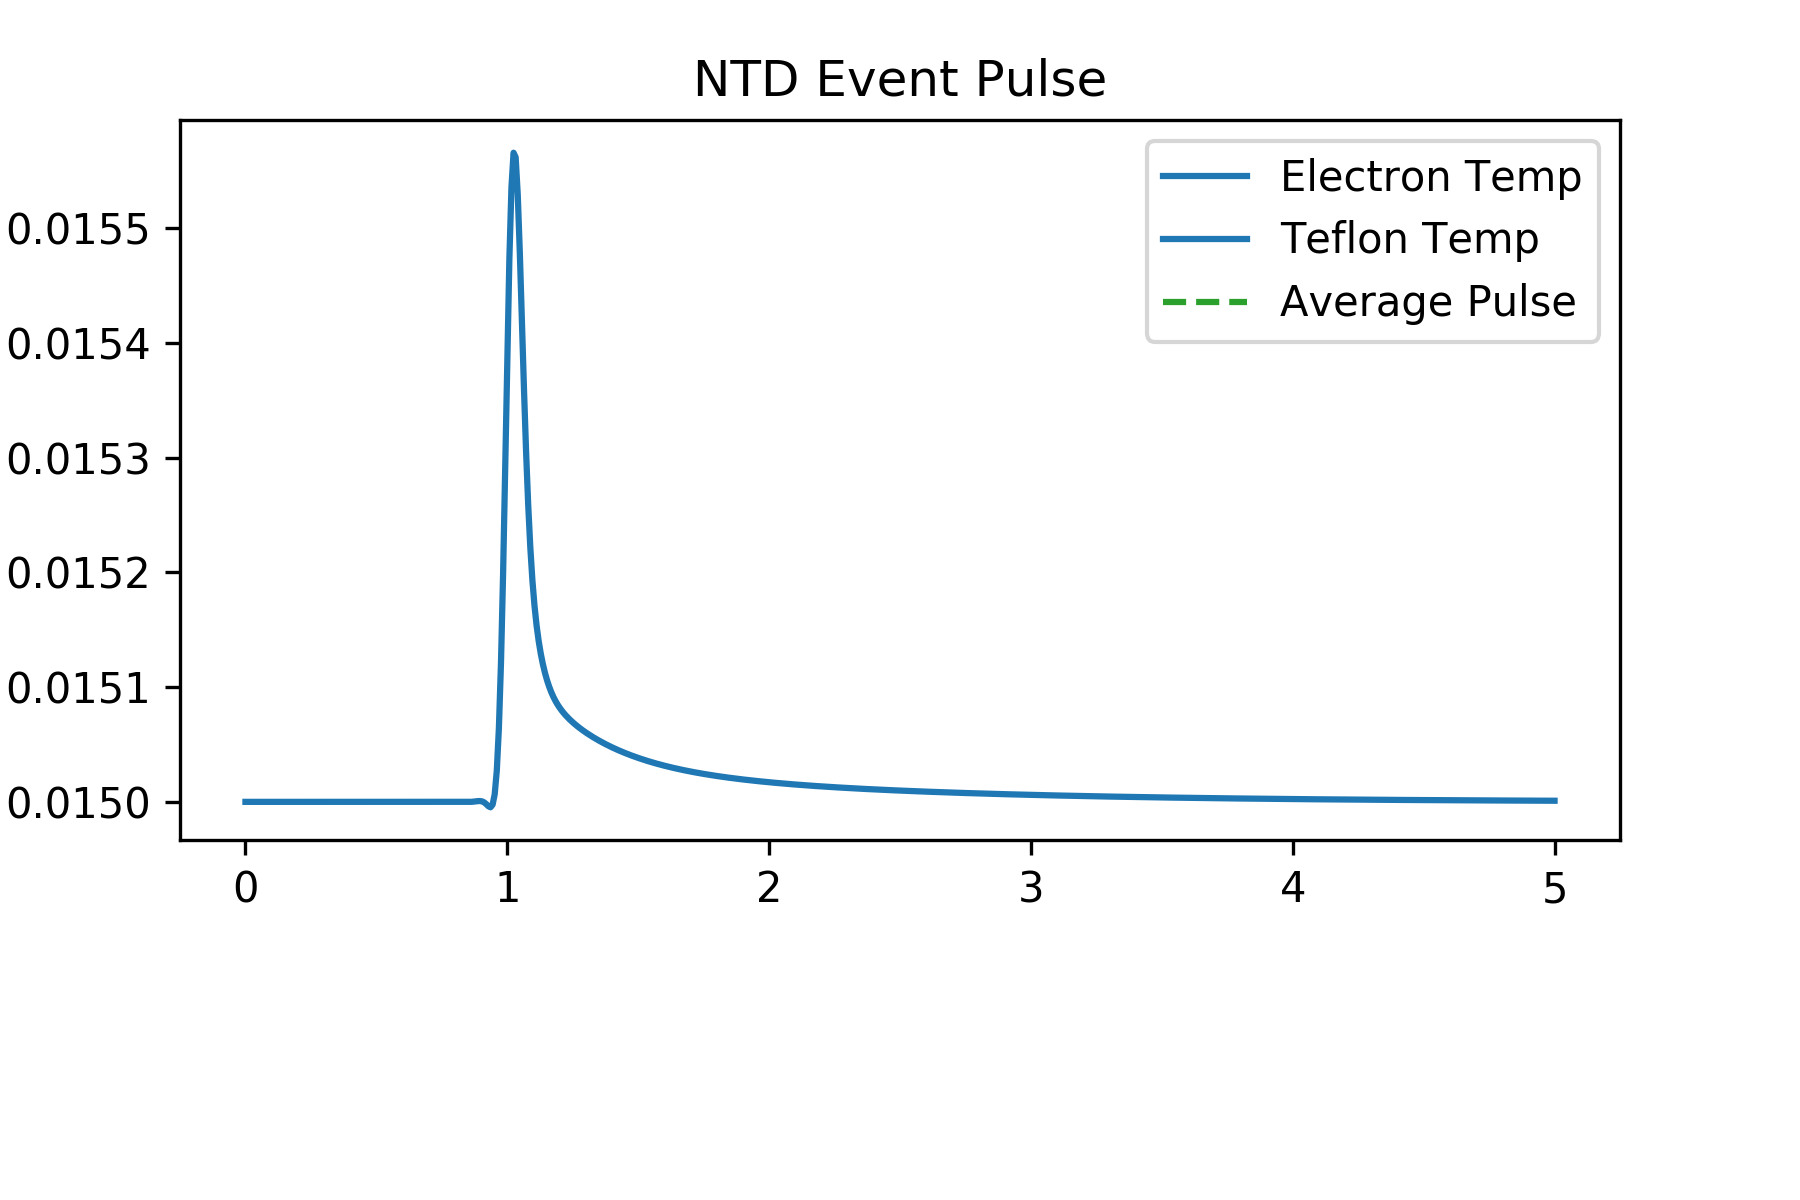 NTD Event Pulse
Electron Temp
Teflon Temp
Average Pulse
0.0155
0.0154
0.0153
0.0152
0.0151
0.0150
0 1 2 3 4 5